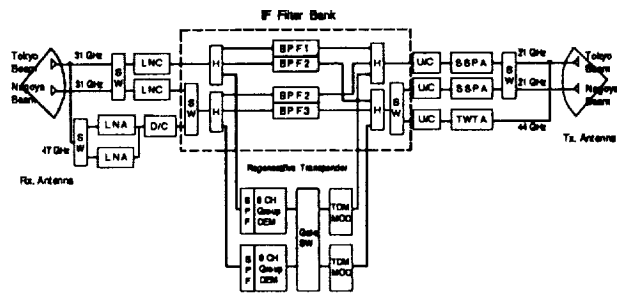 IF Filter Bank
Tokyo Beam
Nagoya Beam
31 GHz
31 GHz
47 GHz
Rx. Antenna
SW
SW
LNC
LNC
LNA
LNA
D/C
SW
H
H
BPF1
BPF2
BPF2
BPF3
H
H
SW
U/C
U/C
U/C
SSPA
SSPA
TWTA
SW
21 GHz
21 GHz
44 GHz
Tokyo Beam
Nagoya Beam
Tx. Antenna
Regenerative Transponder
8 CH
Group
DEM
Gate
SW
TDM
MOD
8 CH
Group
DEM
TDM
MOD